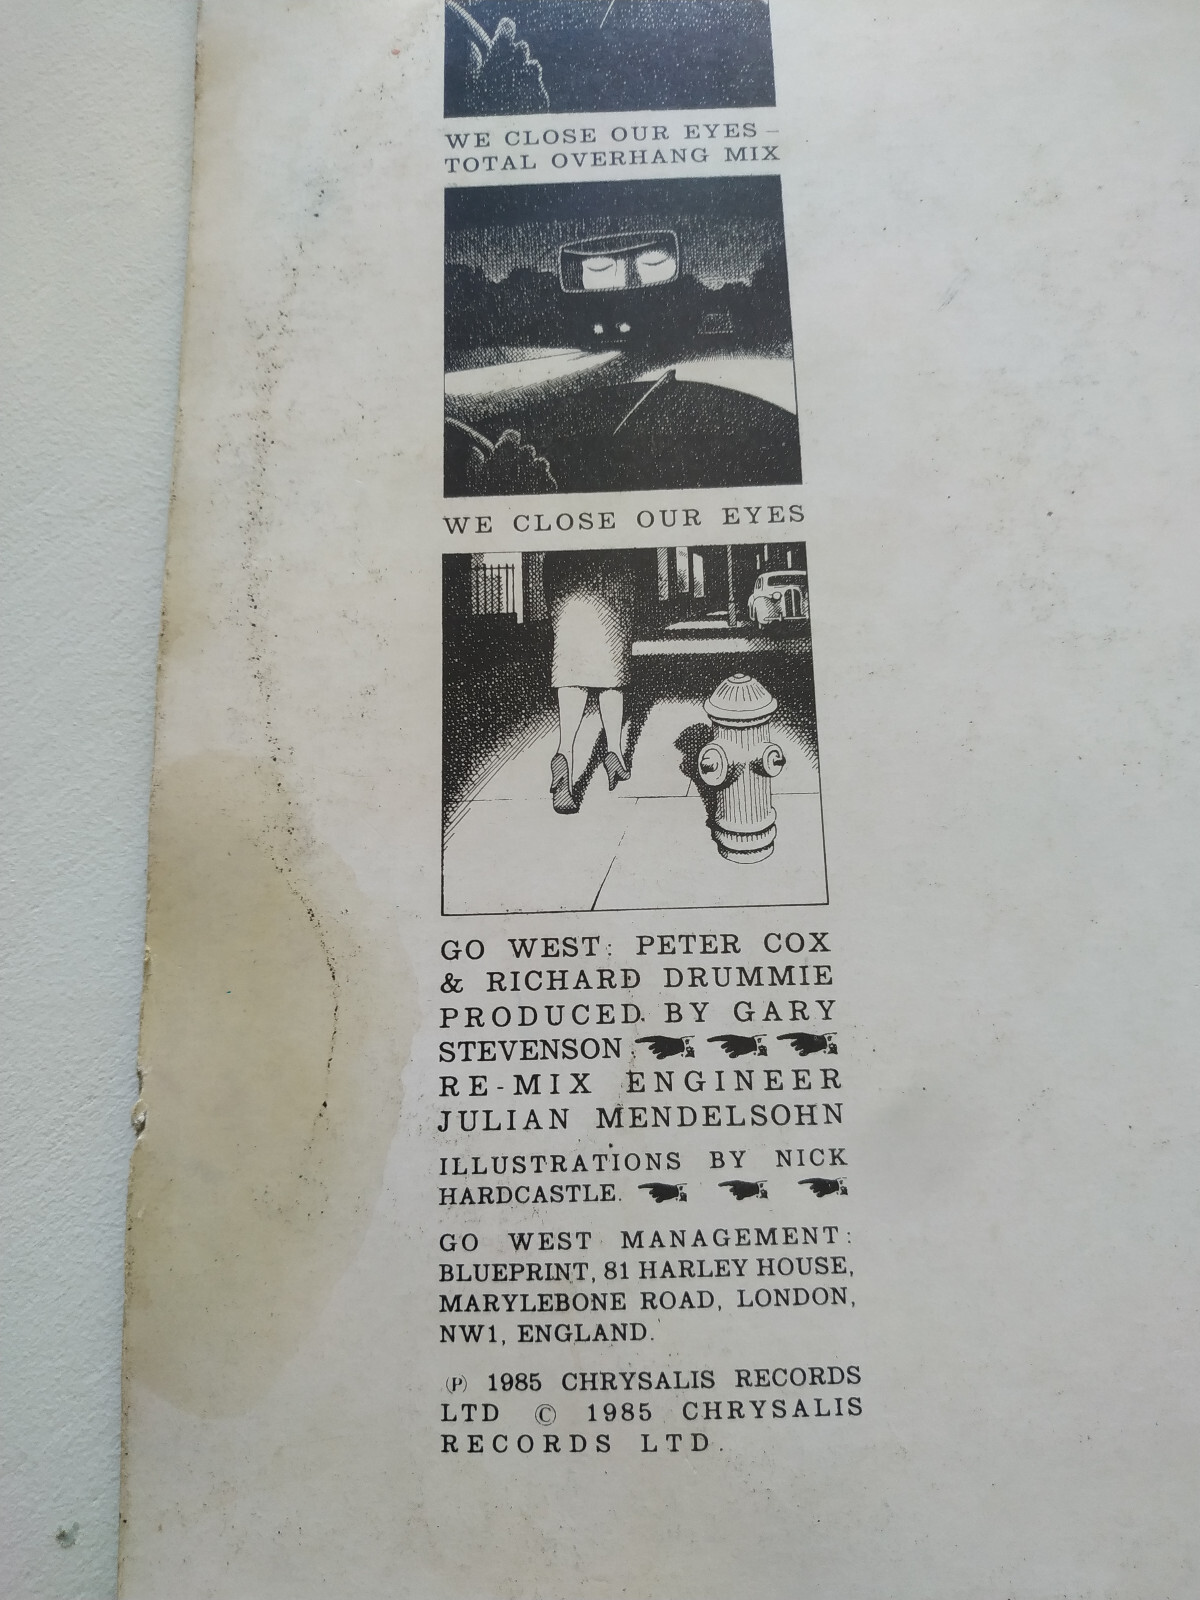 WE CLOSE OUR EYES –
TOTAL OVERHANG MIX
WE CLOSE OUR EYES
GO WEST: PETER COX
& RICHARD DRUMMIE
PRODUCED BY GARY
STEVENSON
RE-MIX ENGINEER
JULIAN MENDELSOHN
ILLUSTRATIONS BY NICK
HARDCASTLE.
GO WEST MANAGEMENT:
BLUEPRINT, 81 HARLEY HOUSE,
MARYLEBONE ROAD, LONDON,
NW1, ENGLAND.
Ⓟ 1985 CHRYSALIS RECORDS
LTD © 1985 CHRYSALIS
RECORDS LTD.